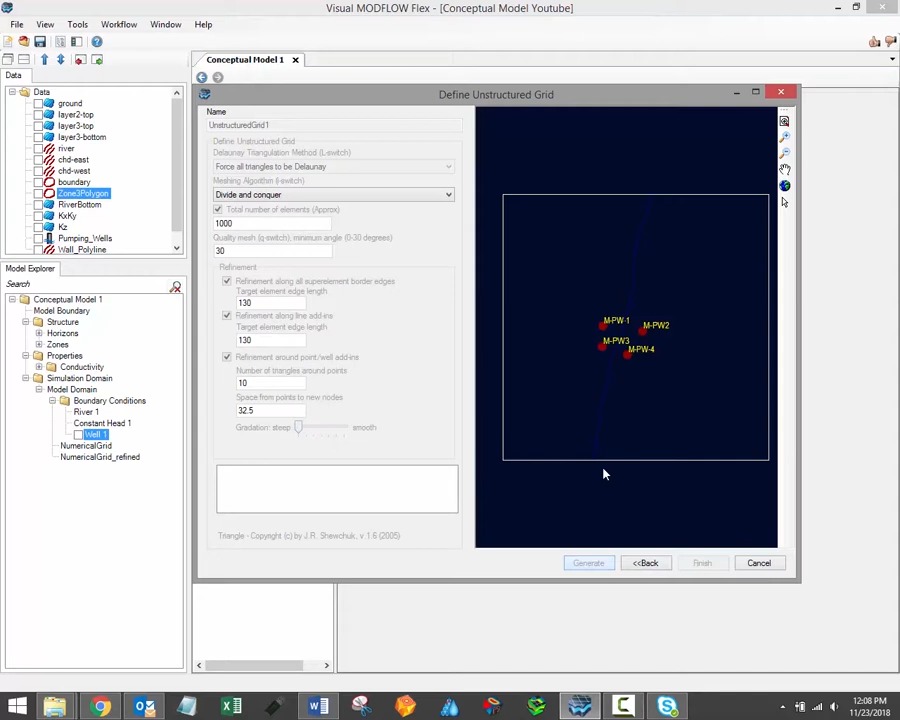 Visual MODFLOW Flex - [Conceptual Model Youtube]
File View Tools Workflow Window Help
Conceptual Model 1
Data
Data
ground
layer2-top
layer3-top
layer3-bottom
river
chd-east
chd-west
boundary
Zone3Polygon
RiverBottom
KxKy
Kz
Pumping_Wells
Wall_Polyline
Model Explorer
Search
Conceptual Model 1
Model Boundary
Structure
Horizons
Zones
Properties
Conductivity
Simulation Domain
Model Domain
Boundary Conditions
River 1
Constant Head 1
Well 1
NumericalGrid
NumericalGrid_refined
Define Unstructured Grid
Name
UnstructuredGrid1
Define Unstructured Grid
Delaunay Titangulation Method (L-switch)
Force all triangles to be Delaunay
Meshing Algorithm (i-switch)
Divide and conquer
Total number of elements (Approx)
1000
Quality mesh (q-switch), minimum angle (0-30 degrees)
30
Refinement
Refinement along all superelement border edges
Target element edge length
130
Refinement along line add-ins
Target element edge length
130
Refinement around point/well add-ins
Number of triangles around points
10
Space from points to new nodes
32.5
Gradation: steep smooth
Triangle - Copyright (c) by J.R. Shewchuk, v.1.6 (2005)
M-PW-1
M-PW2
M-PW3
M-PW-4
Generate <<Back Finish Cancel
12:08 PM
11/23/2018